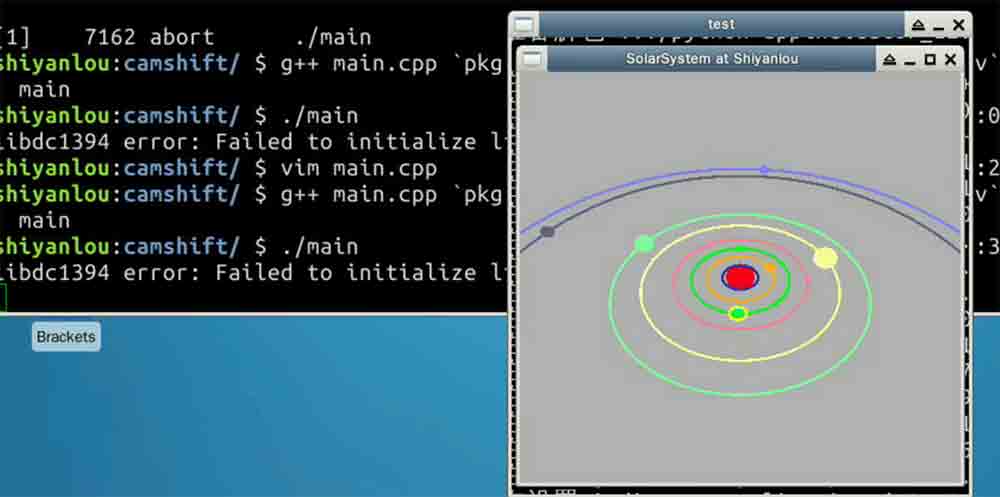 [1]    7162 abort      ./main
shiyanlou:camshift/ $ g++ main.cpp `pkg
main
shiyanlou:camshift/ $ ./main
libdc1394 error: Failed to initialize
shiyanlou:camshift/ $ vim main.cpp
shiyanlou:camshift/ $ g++ main.cpp `pkg
main
shiyanlou:camshift/ $ ./main
libdc1394 error: Failed to initialize
Brackets
test
SolarSystem at Shiyanlou
v`
:0
:2
v`
:3